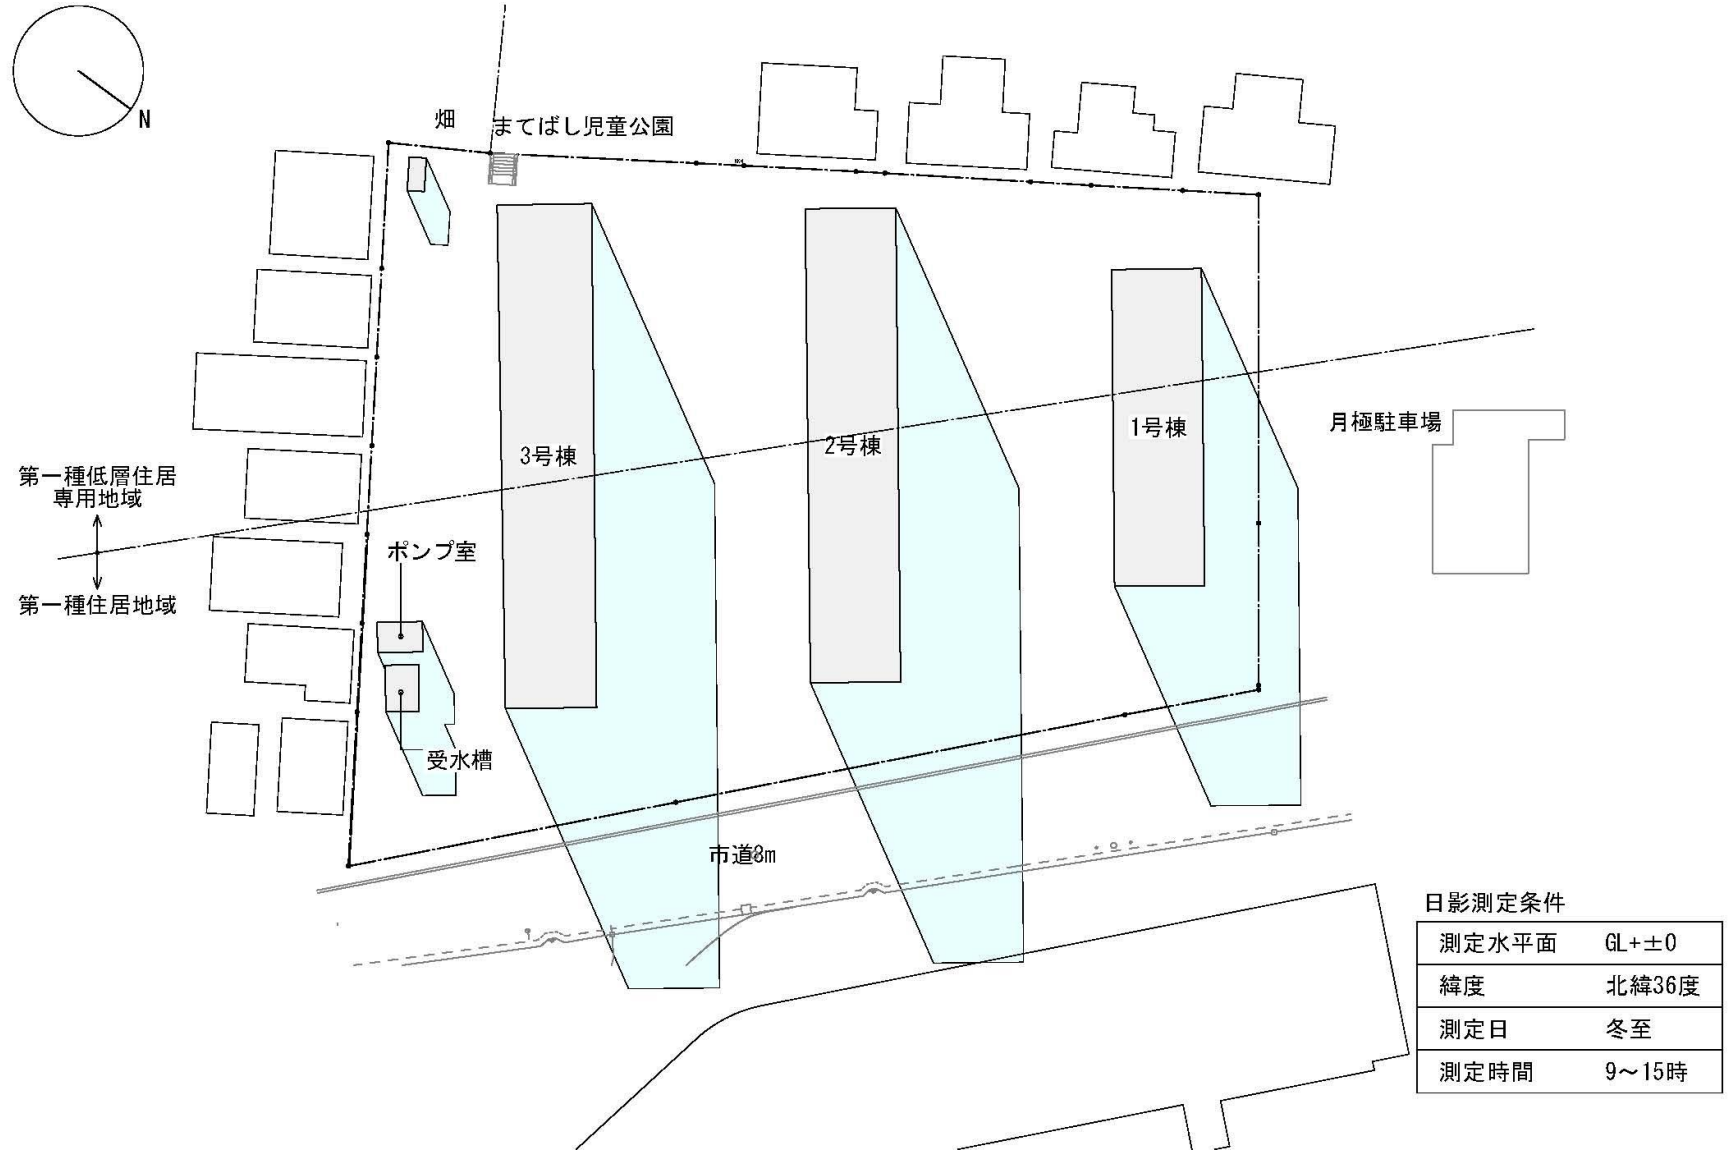 N
畑
まてばし児童公園
月極駐車場
1号棟
2号棟
3号棟
第一種低層住居
専用地域
第一種住居地域
ポンプ室
受水槽
市道8m
日影測定条件
測定水平面 GL+±0
緯度 北緯36度
測定日 冬至
測定時間 9～15時